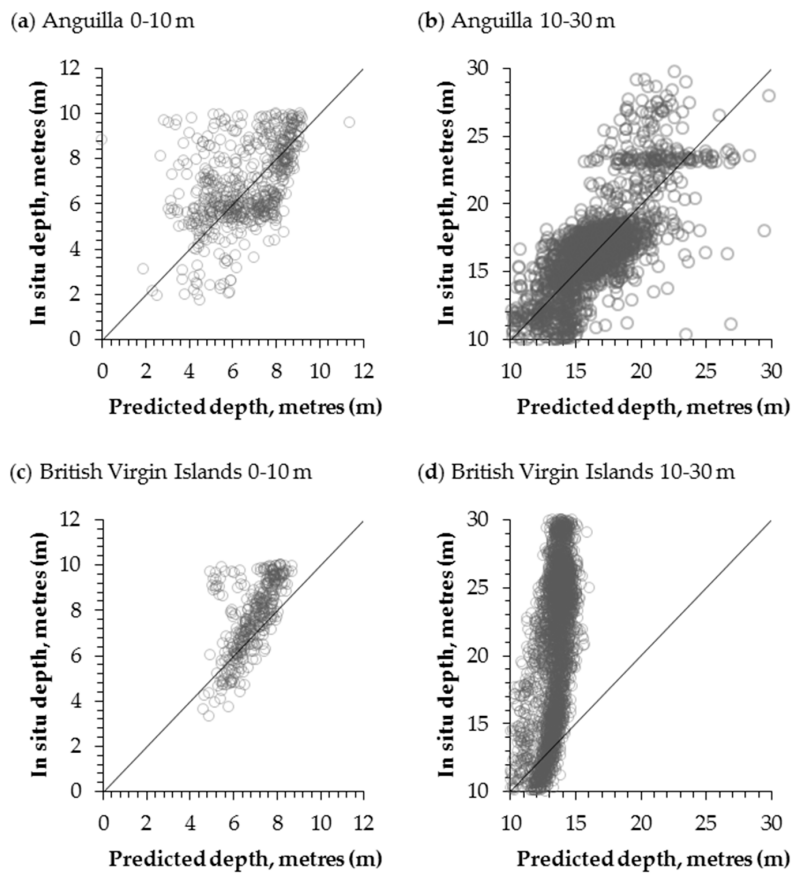 (a) Anguilla 0-10 m
12
10
8
6
4
2
0
In situ depth, metres (m)
0 2 4 6 8 10 12
Predicted depth, metres (m)
(b) Anguilla 10-30 m
30
25
20
15
10
In situ depth, metres (m)
10 15 20 25 30
Predicted depth, metres (m)
(c) British Virgin Islands 0-10 m
12
10
8
6
4
2
0
In situ depth, metres (m)
0 2 4 6 8 10 12
Predicted depth, metres (m)
(d) British Virgin Islands 10-30 m
30
25
20
15
10
In situ depth, metres (m)
10 15 20 25 30
Predicted depth, metres (m)